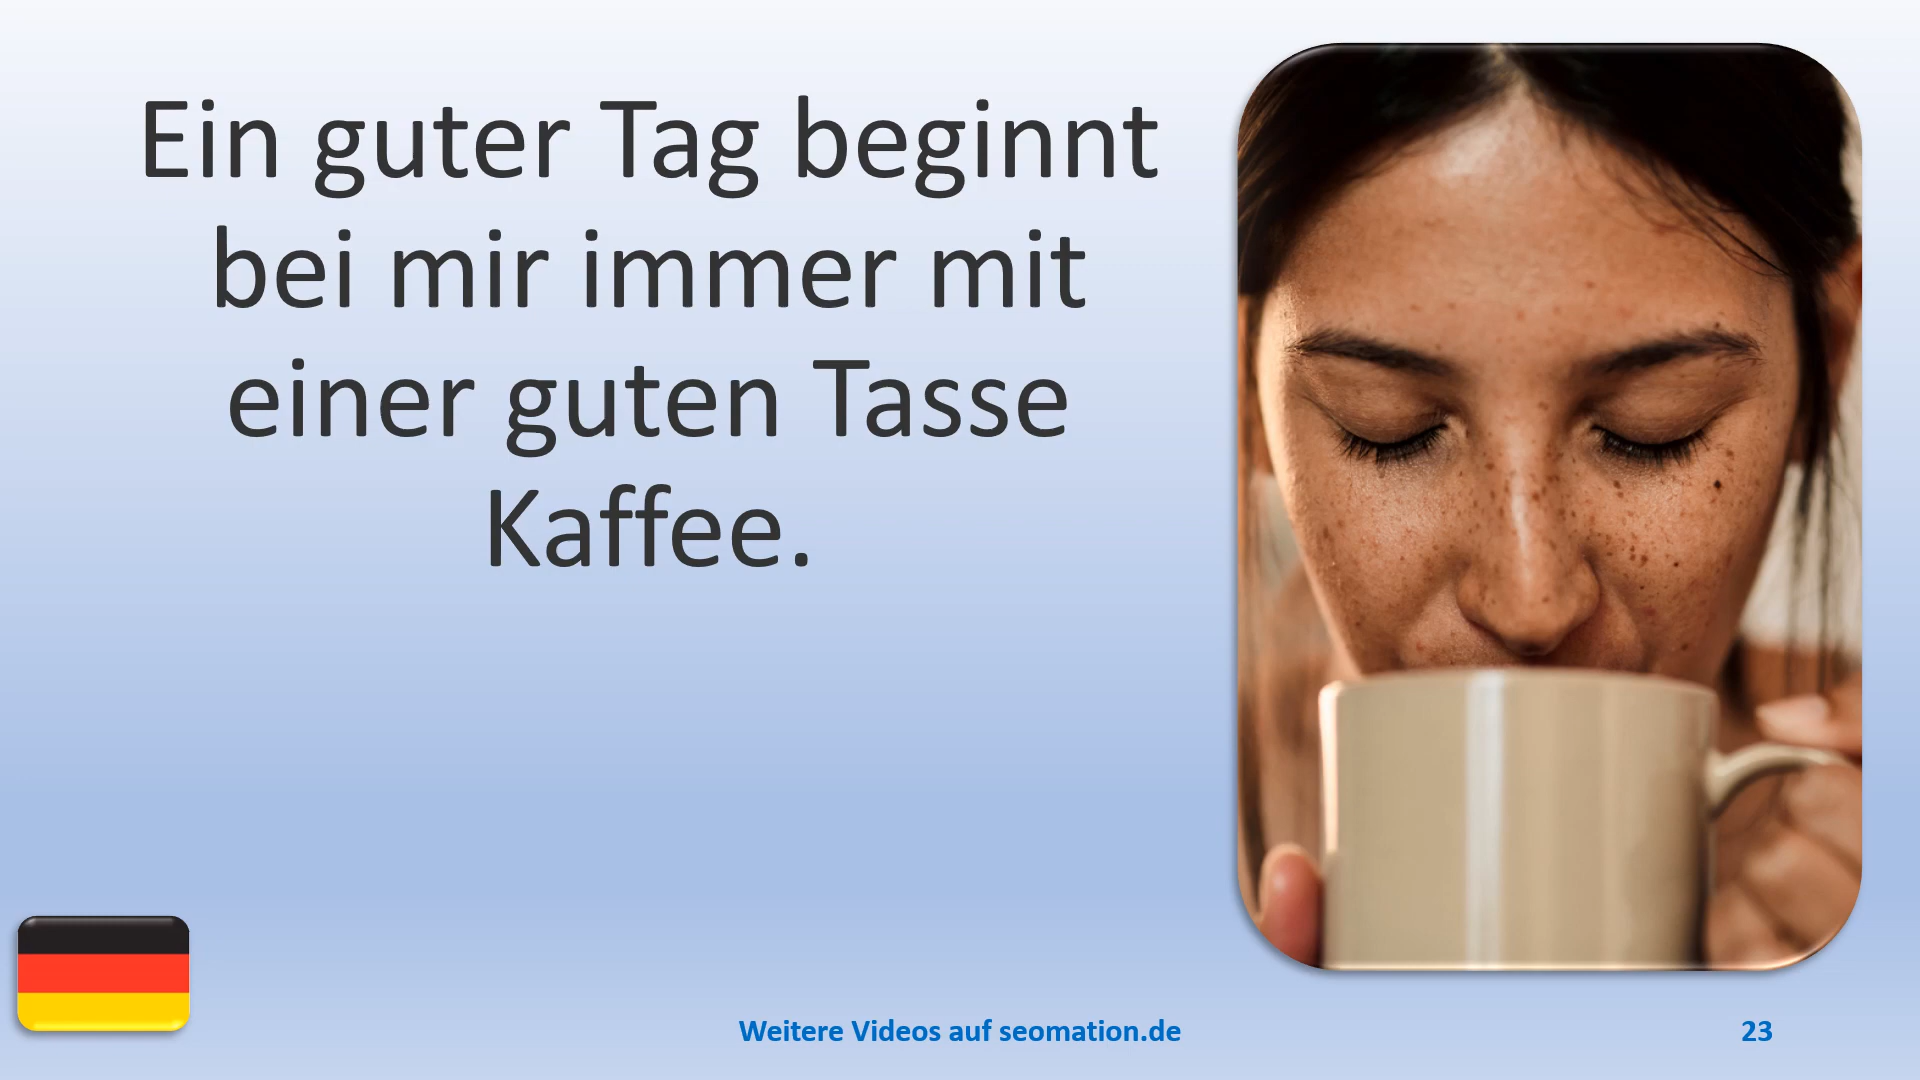 Ein guter Tag beginnt
bei mir immer mit
einer guten Tasse
Kaffee.
Weitere Videos auf seomation.de
23